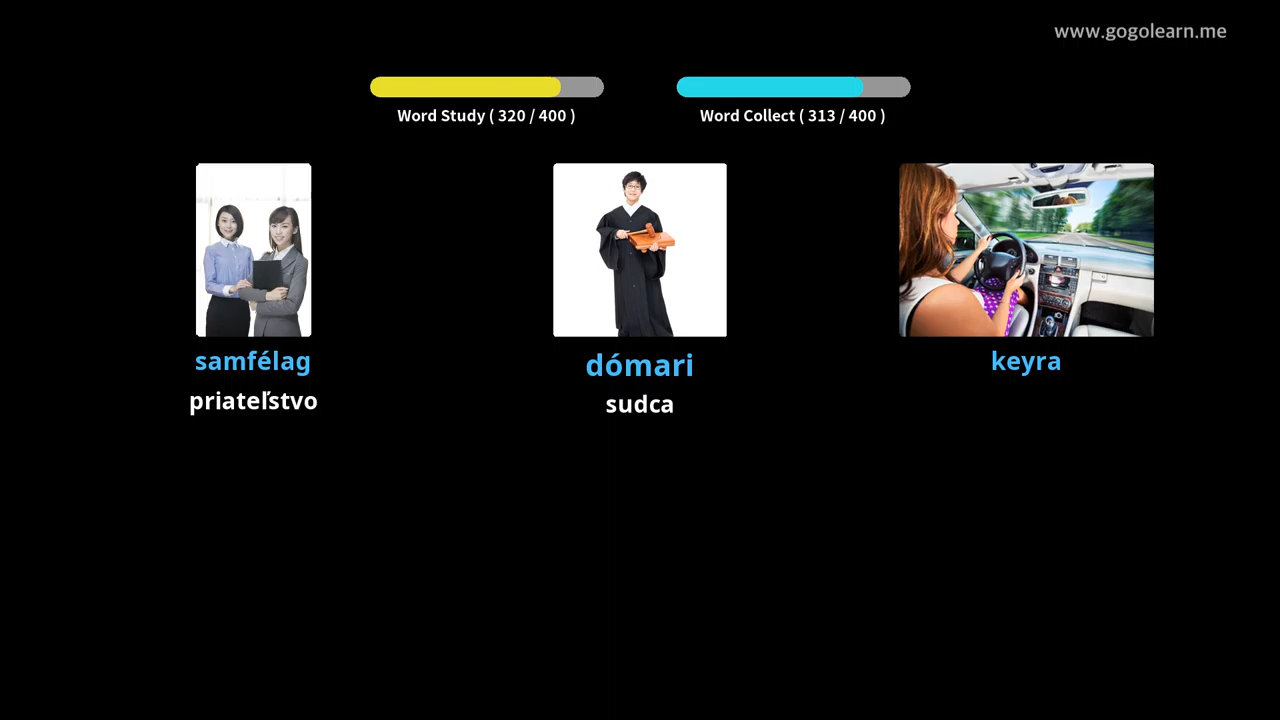 www.gogolearn.me
Word Study ( 320 / 400 )
Word Collect ( 313 / 400 )
samfélag
priateľstvo
dómari
sudca
keyra